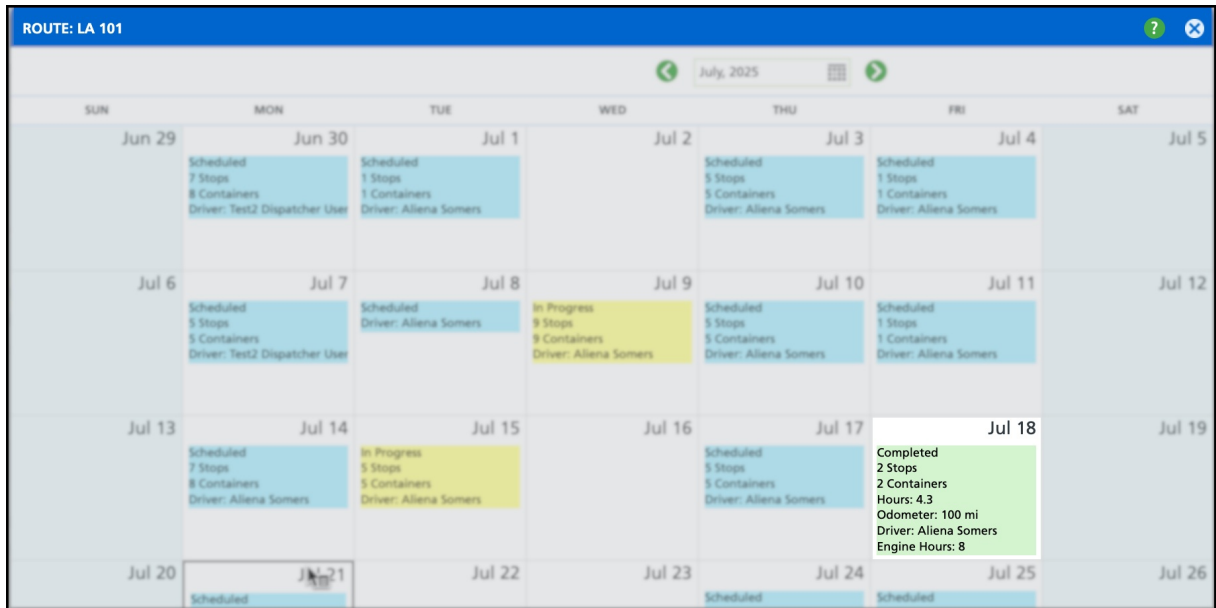 ROUTE: LA 101
?
July, 2025
SUN MON TUE WED THU FRI SAT
Jun 29 Jun 30 Jul 1 Jul 2 Jul 3 Jul 4 Jul 5
Scheduled
7 Stops
8 Containers
Driver: Test2 Dispatcher User
Scheduled
1 Stops
1 Containers
Driver: Aliena Somers
Scheduled
5 Stops
5 Containers
Driver: Aliena Somers
Scheduled
1 Stops
1 Containers
Driver: Aliena Somers
Jul 6 Jul 7 Jul 8 Jul 9 Jul 10 Jul 11 Jul 12
Scheduled
5 Stops
5 Containers
Driver: Test2 Dispatcher User
Scheduled
Driver: Aliena Somers
In Progress
9 Stops
9 Containers
Driver: Aliena Somers
Scheduled
5 Stops
5 Containers
Driver: Aliena Somers
Scheduled
1 Stops
1 Containers
Driver: Aliena Somers
Jul 13 Jul 14 Jul 15 Jul 16 Jul 17 Jul 18 Jul 19
Scheduled
7 Stops
8 Containers
Driver: Aliena Somers
In Progress
5 Stops
5 Containers
Driver: Aliena Somers
Scheduled
5 Stops
5 Containers
Driver: Aliena Somers
Completed
2 Stops
2 Containers
Hours: 4.3
Odometer: 100 mi
Driver: Aliena Somers
Engine Hours: 8
Jul 20 Jul 21 Jul 22 Jul 23 Jul 24 Jul 25 Jul 26
Scheduled
Scheduled
Scheduled